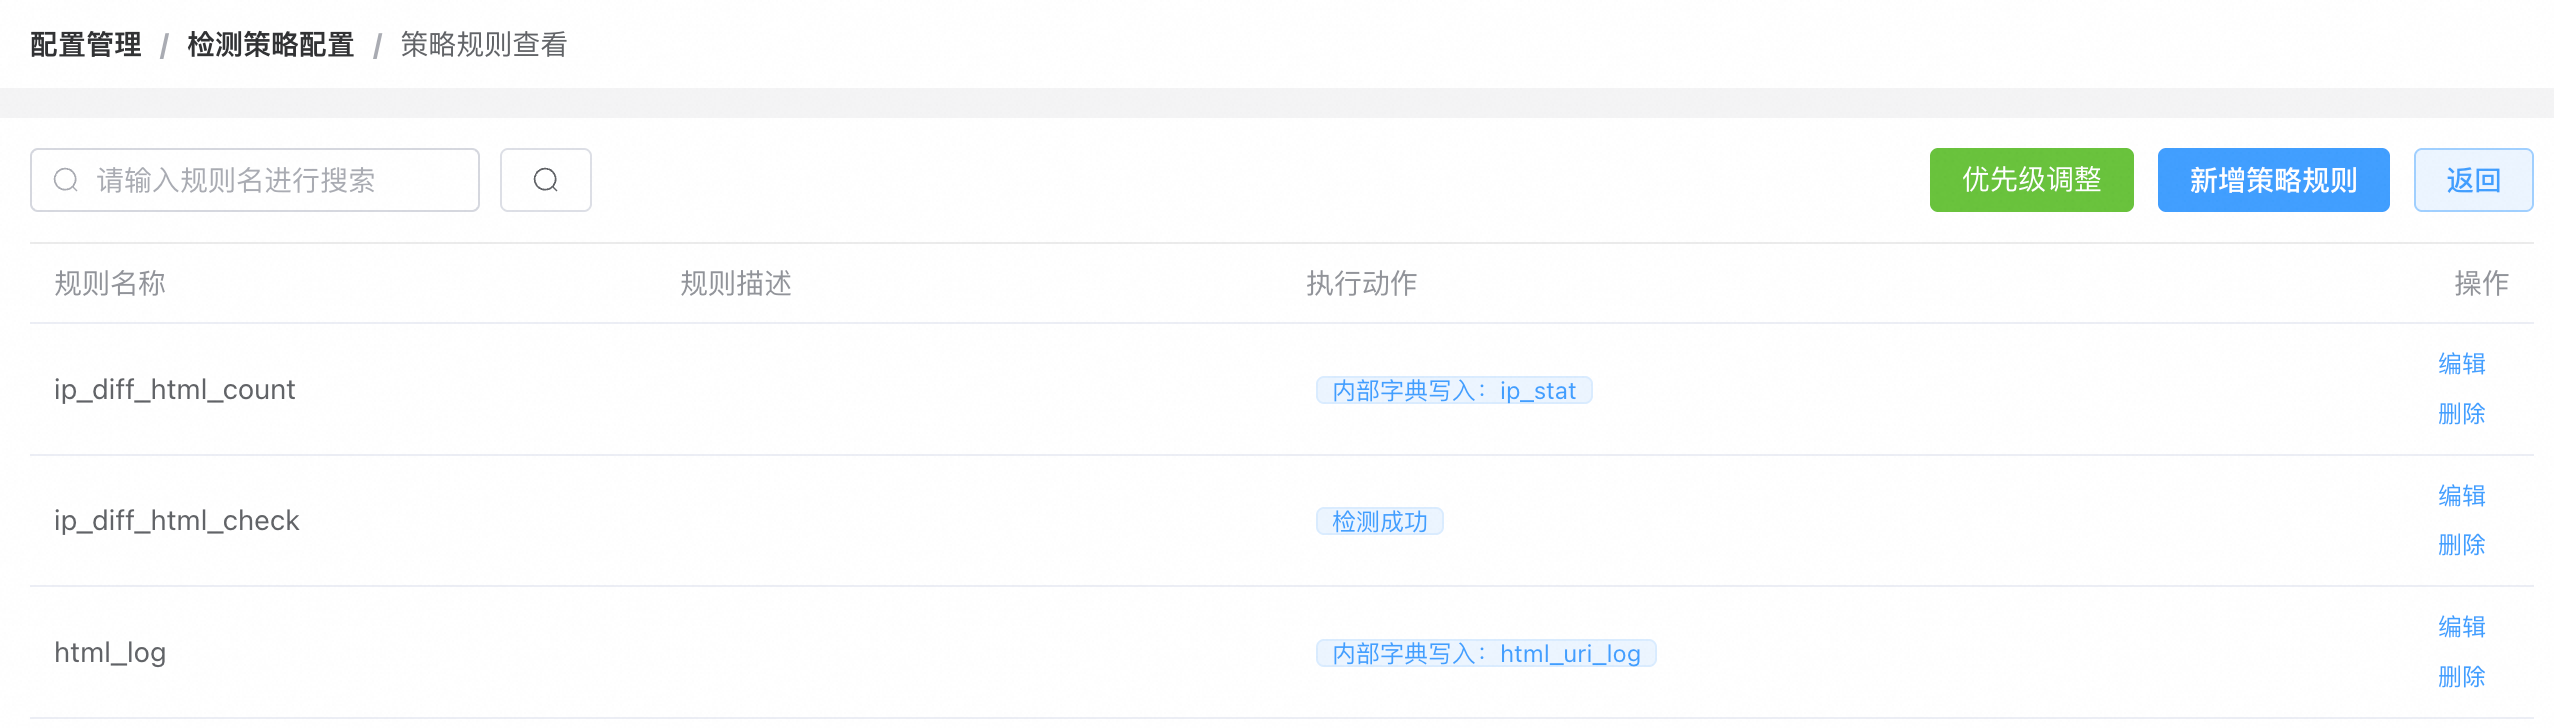 配置管理 / 检测策略配置 / 策略规则查看
请输入规则名进行搜索 优先级调整 新增策略规则 返回
规则名称 规则描述 执行动作 操作
ip_diff_html_count 内部字典写入：ip_stat 编辑
删除
ip_diff_html_check 检测成功 编辑
删除
html_log 内部字典写入：html_uri_log 编辑
删除